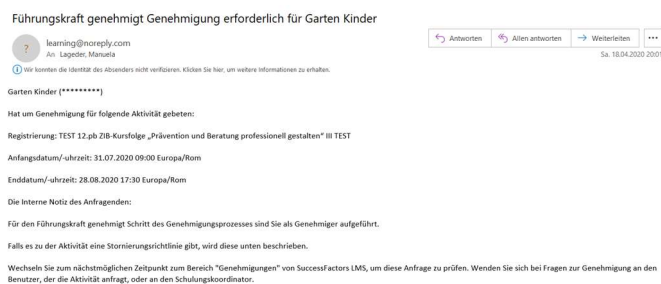 Führungskraft genehmigt Genehmigung erforderlich für Garten Kinder
?
learning@noreply.com
An Lageder, Manuela
Antworten
Allen antworten
Weiterleiten
...
Sa. 18.04.2020 20:01
Wir konnten die Identität des Absenders nicht verifizieren. Klicken Sie hier, um weitere Informationen zu erhalten.
Garten Kinder (*********)
Hat um Genehmigung für folgende Aktivität gebeten:
Registrierung: TEST 12.pb ZIB-Kursfolge „Prävention und Beratung professionell gestalten“ III TEST
Anfangsdatum/-uhrzeit: 31.07.2020 09:00 Europa/Rom
Enddatum/-uhrzeit: 28.08.2020 17:30 Europa/Rom
Die Interne Notiz des Anfragenden:
Für den Führungskraft genehmigt Schritt des Genehmigungsprozesses sind Sie als Genehmiger aufgeführt.
Falls es zu der Aktivität eine Stornierungsrichtlinie gibt, wird diese unten beschrieben.
Wechseln Sie zum nächstmöglichen Zeitpunkt zum Bereich "Genehmigungen" von SuccessFactors LMS, um diese Anfrage zu prüfen. Wenden Sie sich bei Fragen zur Genehmigung an den
Benutzer, der die Aktivität anfragt, oder an den Schulungskoordinator.